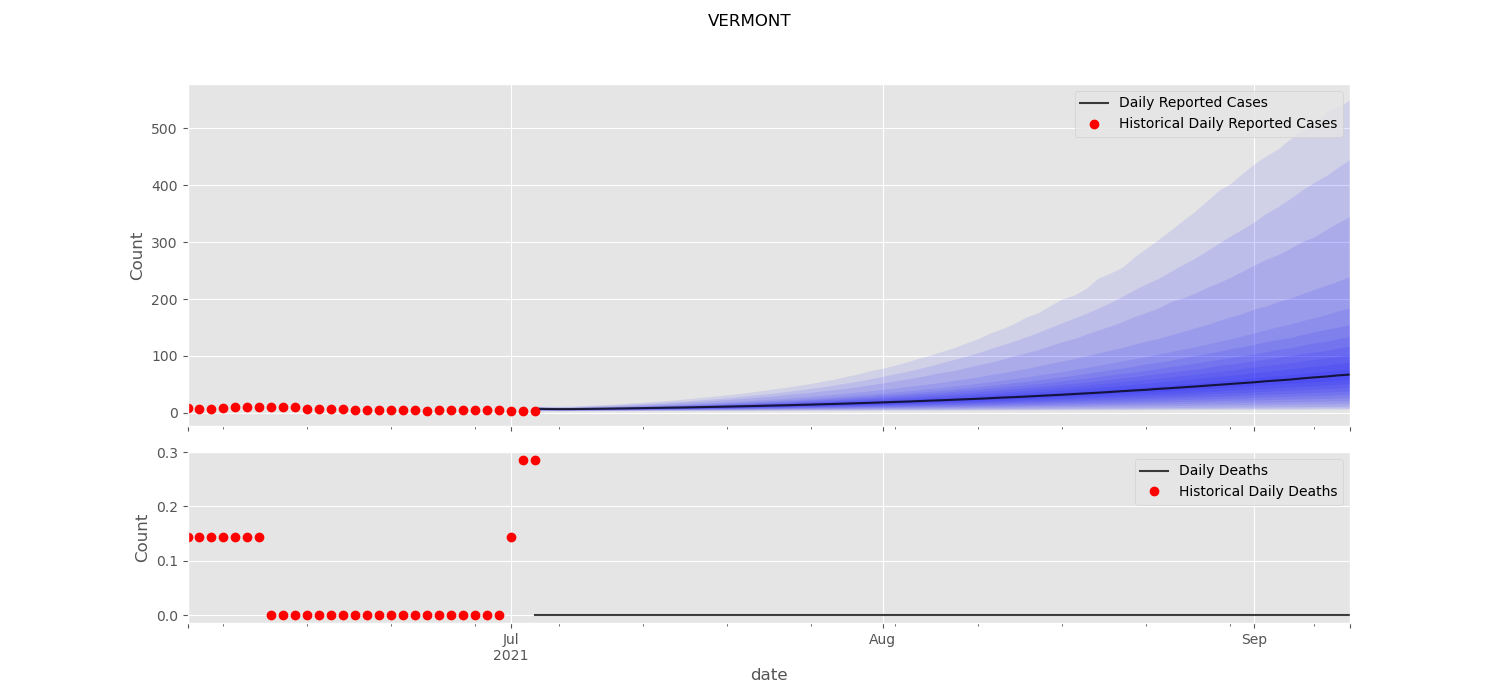 VERMONT
Daily Reported Cases
Historical Daily Reported Cases
500
400
300
200
100
0
Count
Daily Deaths
Historical Daily Deaths
0.3
0.2
0.1
0.0
Count
Jul
2021
Aug
Sep
date